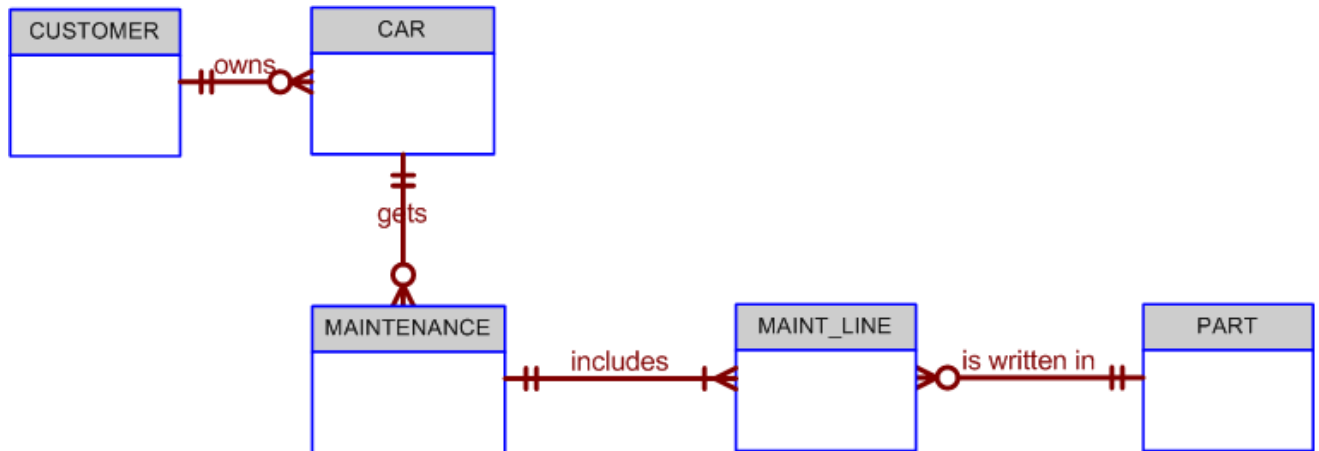 CUSTOMER
owns
CAR
gets
MAINTENANCE
includes
MAINT_LINE
is written in
PART